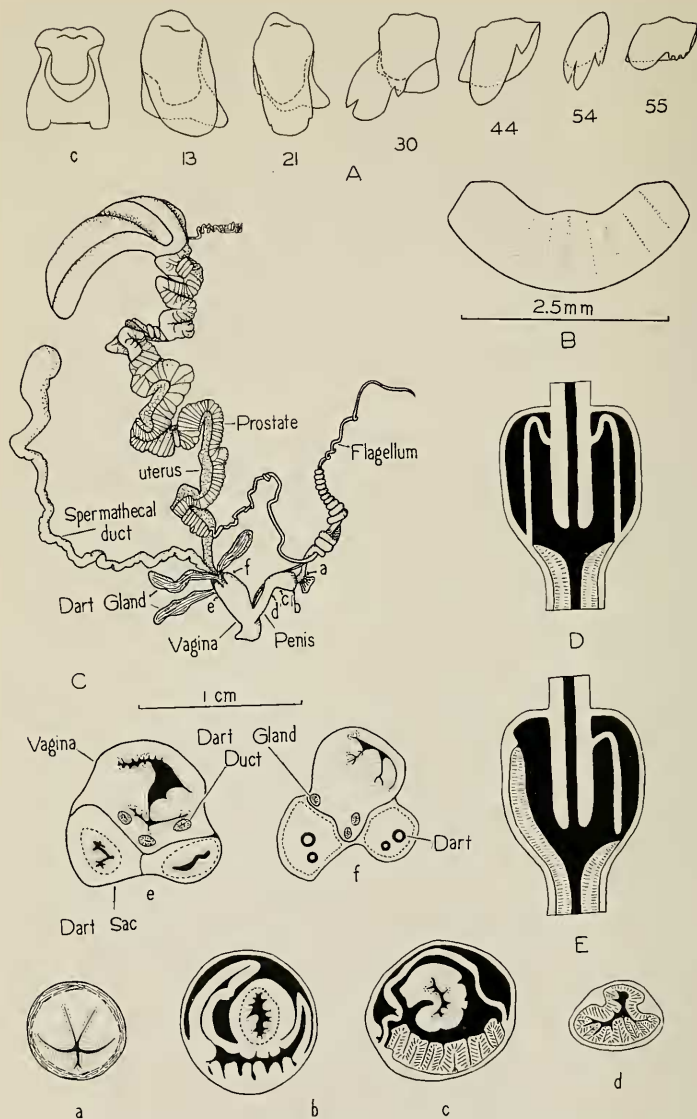 c
13
21
30
44
54
55
A
2.5mm
B
Prostate
uterus
Flagellum
Spermathecal
duct
f
a
Dart Gland
c
b
e
d
Vagina
Penis
C
D
1 cm
Vagina
Dart Gland
Duct
Dart
e
f
Dart Sac
E
a
b
c
d